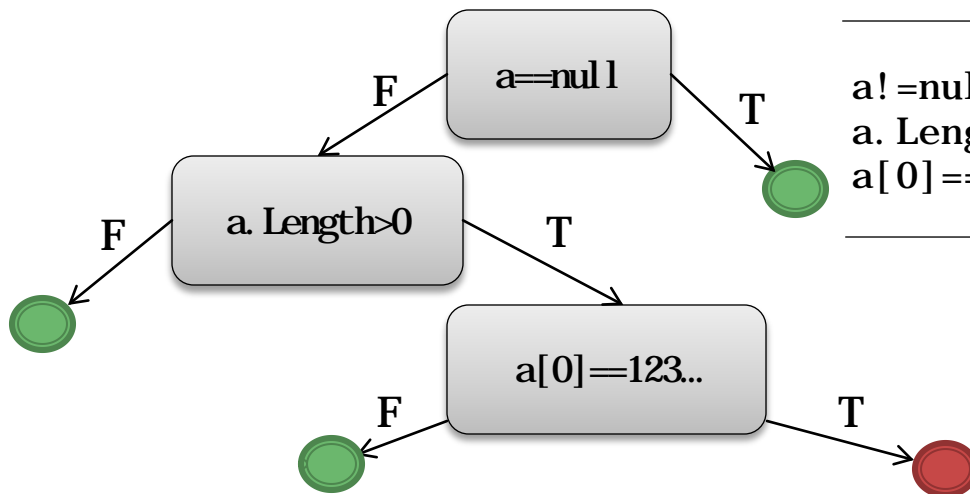 a==null
F
T
a!=nul
a.Leng
a[0]==
a.Length>0
F
T
a[0]==123...
F
T